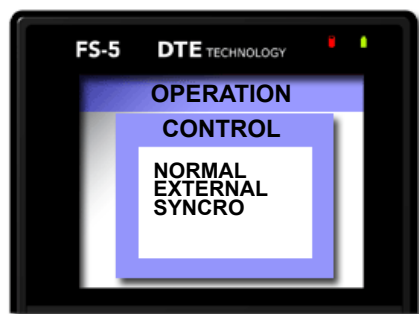 FS-5 DTE TECHNOLOGY
OPERATION
CONTROL
NORMAL
EXTERNAL
SYNCRO